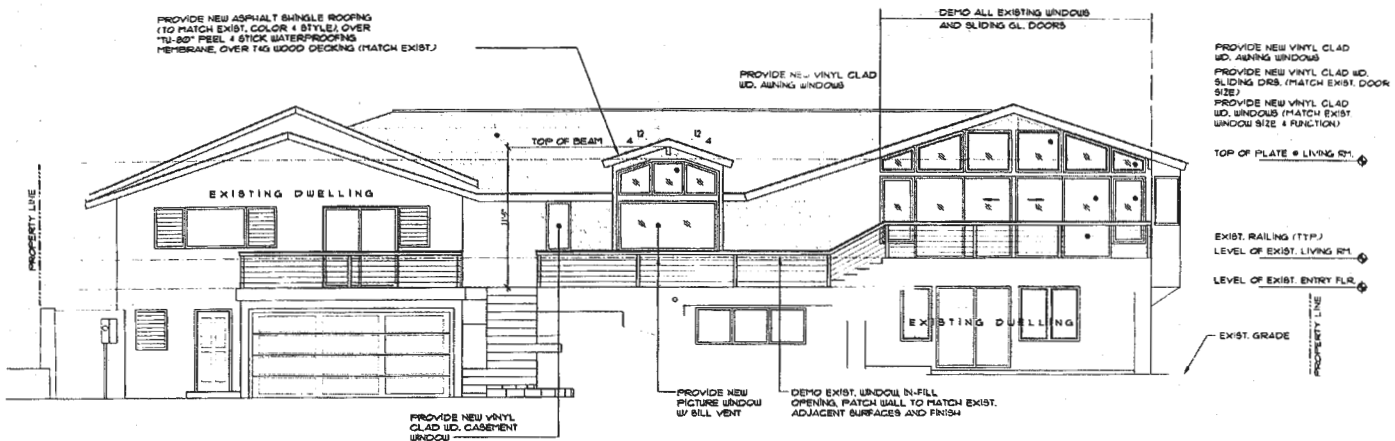 PROVIDE NEW ASPHALT SHINGLE ROOFING
(TO MATCH EXIST. COLOR & STYLE), OVER
"TU-80" PEEL & STICK WATERPROOFING
MEMBRANE, OVER T&G WOOD DECKING (MATCH EXIST.)
DEMO ALL EXISTING WINDOWS
AND SLIDING GL. DOORS
PROVIDE NEW VINYL CLAD
WD. AWNING WINDOWS
PROVIDE NEW VINYL CLAD
WD. AWNING WINDOWS
PROVIDE NEW VINYL CLAD WD.
SLIDING DRS. (MATCH EXIST. DOOR
SIZE)
PROVIDE NEW VINYL CLAD
WD. WINDOWS (MATCH EXIST.
WINDOW SIZE & FUNCTION)
TOP OF BEAM
12
4
12
4
TOP OF PLATE @ LIVING RM.
EXISTING DWELLING
PROPERTY LINE
EXIST. RAILING (TYP.)
LEVEL OF EXIST. LIVING RM.
LEVEL OF EXIST. ENTRY FLR.
EXISTING DWELLING
EXIST. GRADE
PROPERTY LINE
PROVIDE NEW
PICTURE WINDOW
W/ SILL VENT
DEMO EXIST. WINDOW, IN-FILL
OPENING, PATCH WALL TO MATCH EXIST.
ADJACENT SURFACES AND FINISH
PROVIDE NEW VINYL
CLAD WD. CASEMENT
WINDOW